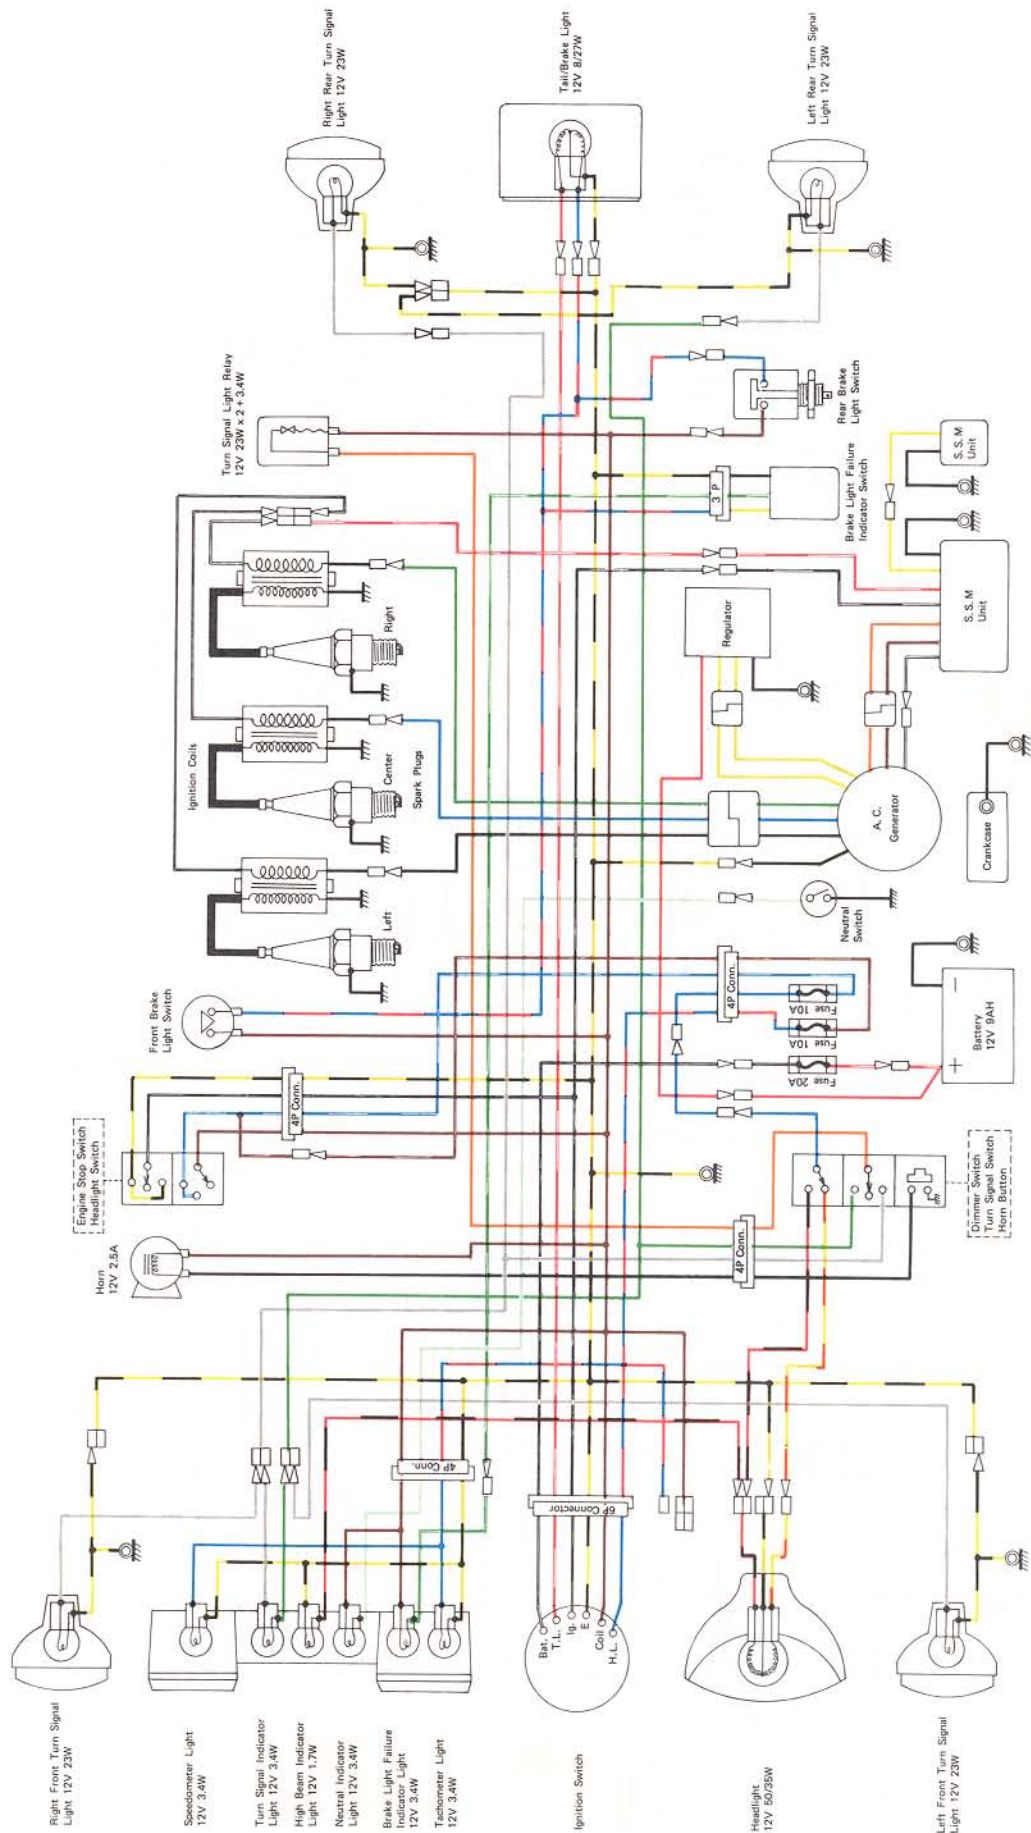 Right Rear Turn Signal
Light 12V 23W
Tail/Brake Light
12V 8/27W
Left Rear Turn Signal
Light 12V 23W
Turn Signal Light Relay
12V 23W x 2 + 3.4W
Rear Brake
Light Switch
Brake Light Failure
Indicator Switch
3 P
S. S. M
Unit
S. S. M
Unit
Regulator
Ignition Coils
Right
Center
Left
Spark Plugs
A. C.
Generator
Crankcase
Neutral
Switch
Front Brake
Light Switch
4P Conn.
Fuse 10A
Fuse 10A
Fuse 20A
Battery
12V 9AH
+
−
Engine Stop Switch
Headlight Switch
4P Conn.
Dimmer Switch
Turn Signal Switch
Horn Button
4P Conn.
Horn
12V 2.5A
4P Conn.
6P Connector
Bat.
T.L.
Ig.
E
Coil
H.L.
Right Front Turn Signal
Light 12V 23W
Speedometer Light
12V 3.4W
Turn Signal Indicator
Light 12V 3.4W
High Beam Indicator
Light 12V 1.7W
Neutral Indicator
Light 12V 3.4W
Brake Light Failure
Indicator Light
12V 3.4W
Tachometer Light
12V 3.4W
Ignition Switch
Headlight
12V 50/35W
Left Front Turn Signal
Light 12V 23W